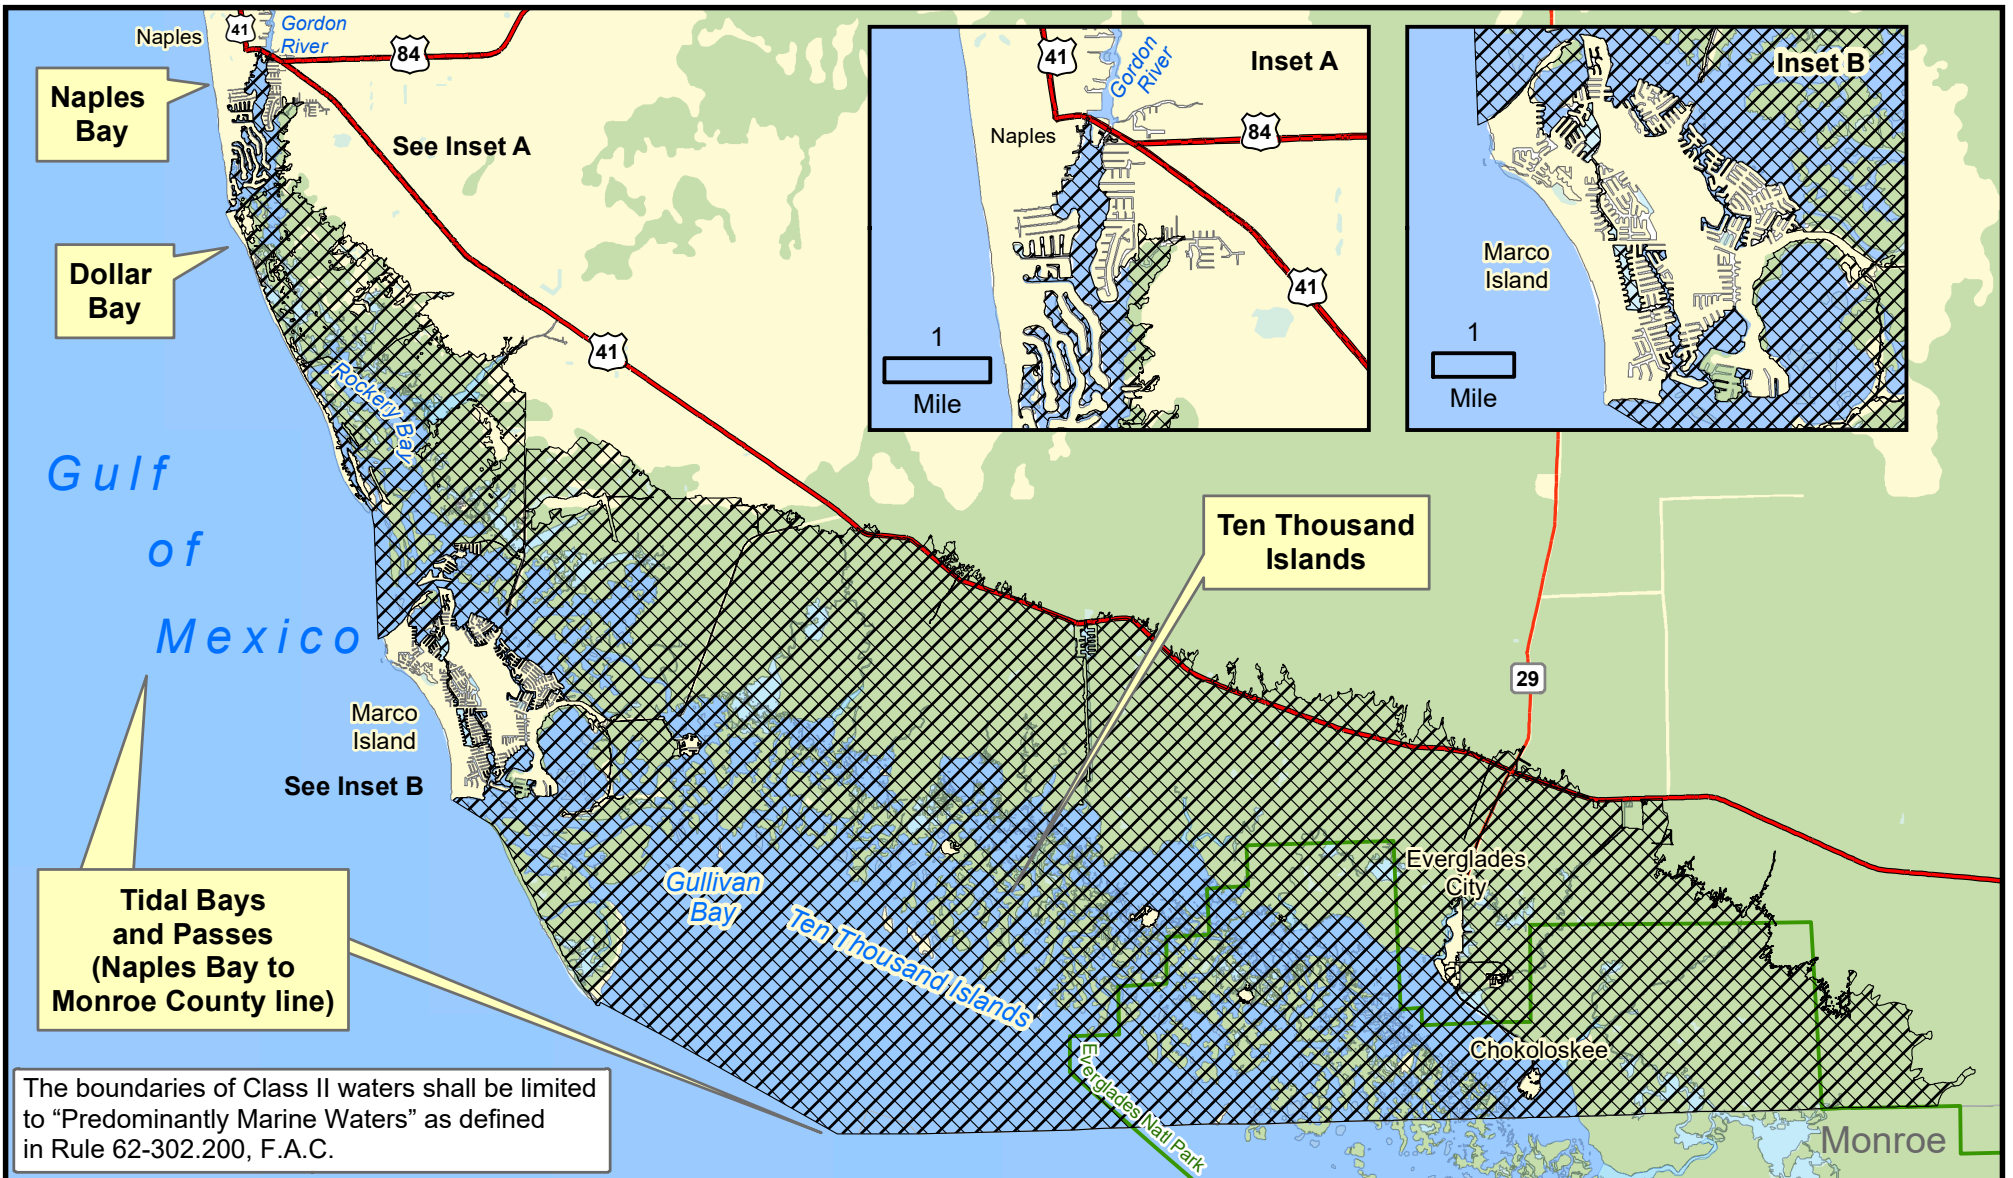 Naples
41
Gordon
River
84
Naples
Bay
See Inset A
Dollar
Bay
41
Rockery Bay
Gulf
of
Mexico
Marco
Island
See Inset B
Tidal Bays
and Passes
(Naples Bay to
Monroe County line)
The boundaries of Class II waters shall be limited
to “Predominantly Marine Waters” as defined
in Rule 62-302.200, F.A.C.
Gullivan
Bay
Ten Thousand Islands
Ten Thousand
Islands
29
Everglades
City
Chokoloskee
Everglades Natl Park
Monroe
Inset A
41
Gordon
River
Naples
84
41
1
Mile
Inset B
Marco
Island
1
Mile